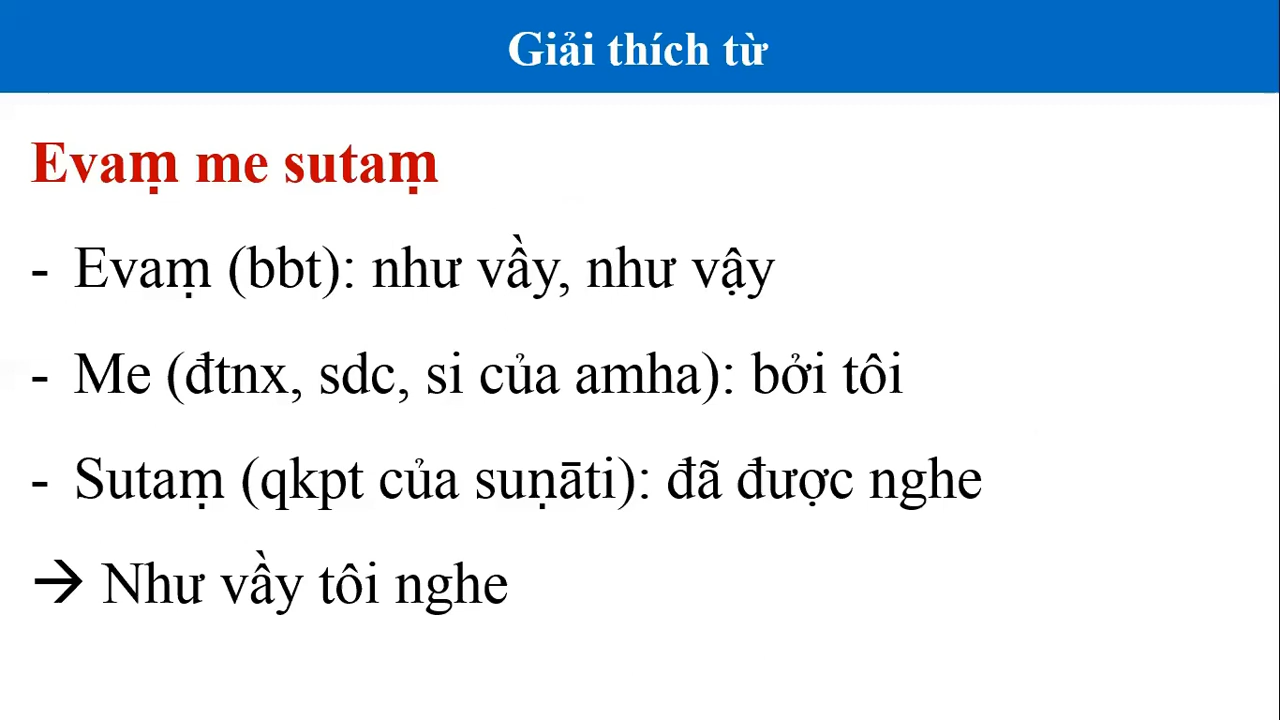 Giải thích từ
Evaṃ me sutaṃ
- Evaṃ (bbt): như vầy, như vậy
- Me (đtnx, sdc, si của amha): bởi tôi
- Sutaṃ (qkpt của suṇāti): đã được nghe
→ Như vầy tôi nghe